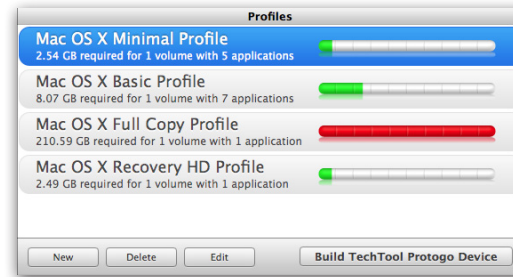 Profiles
Mac OS X Minimal Profile
2.54 GB required for 1 volume with 5 applications
Mac OS X Basic Profile
8.07 GB required for 1 volume with 7 applications
Mac OS X Full Copy Profile
210.59 GB required for 1 volume with 1 application
Mac OS X Recovery HD Profile
2.49 GB required for 1 volume with 1 application
New Delete Edit Build TechTool Protogo Device